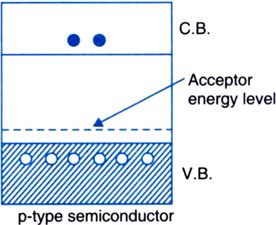 C.B.
Acceptor
energy level
V.B.
p-type semiconductor